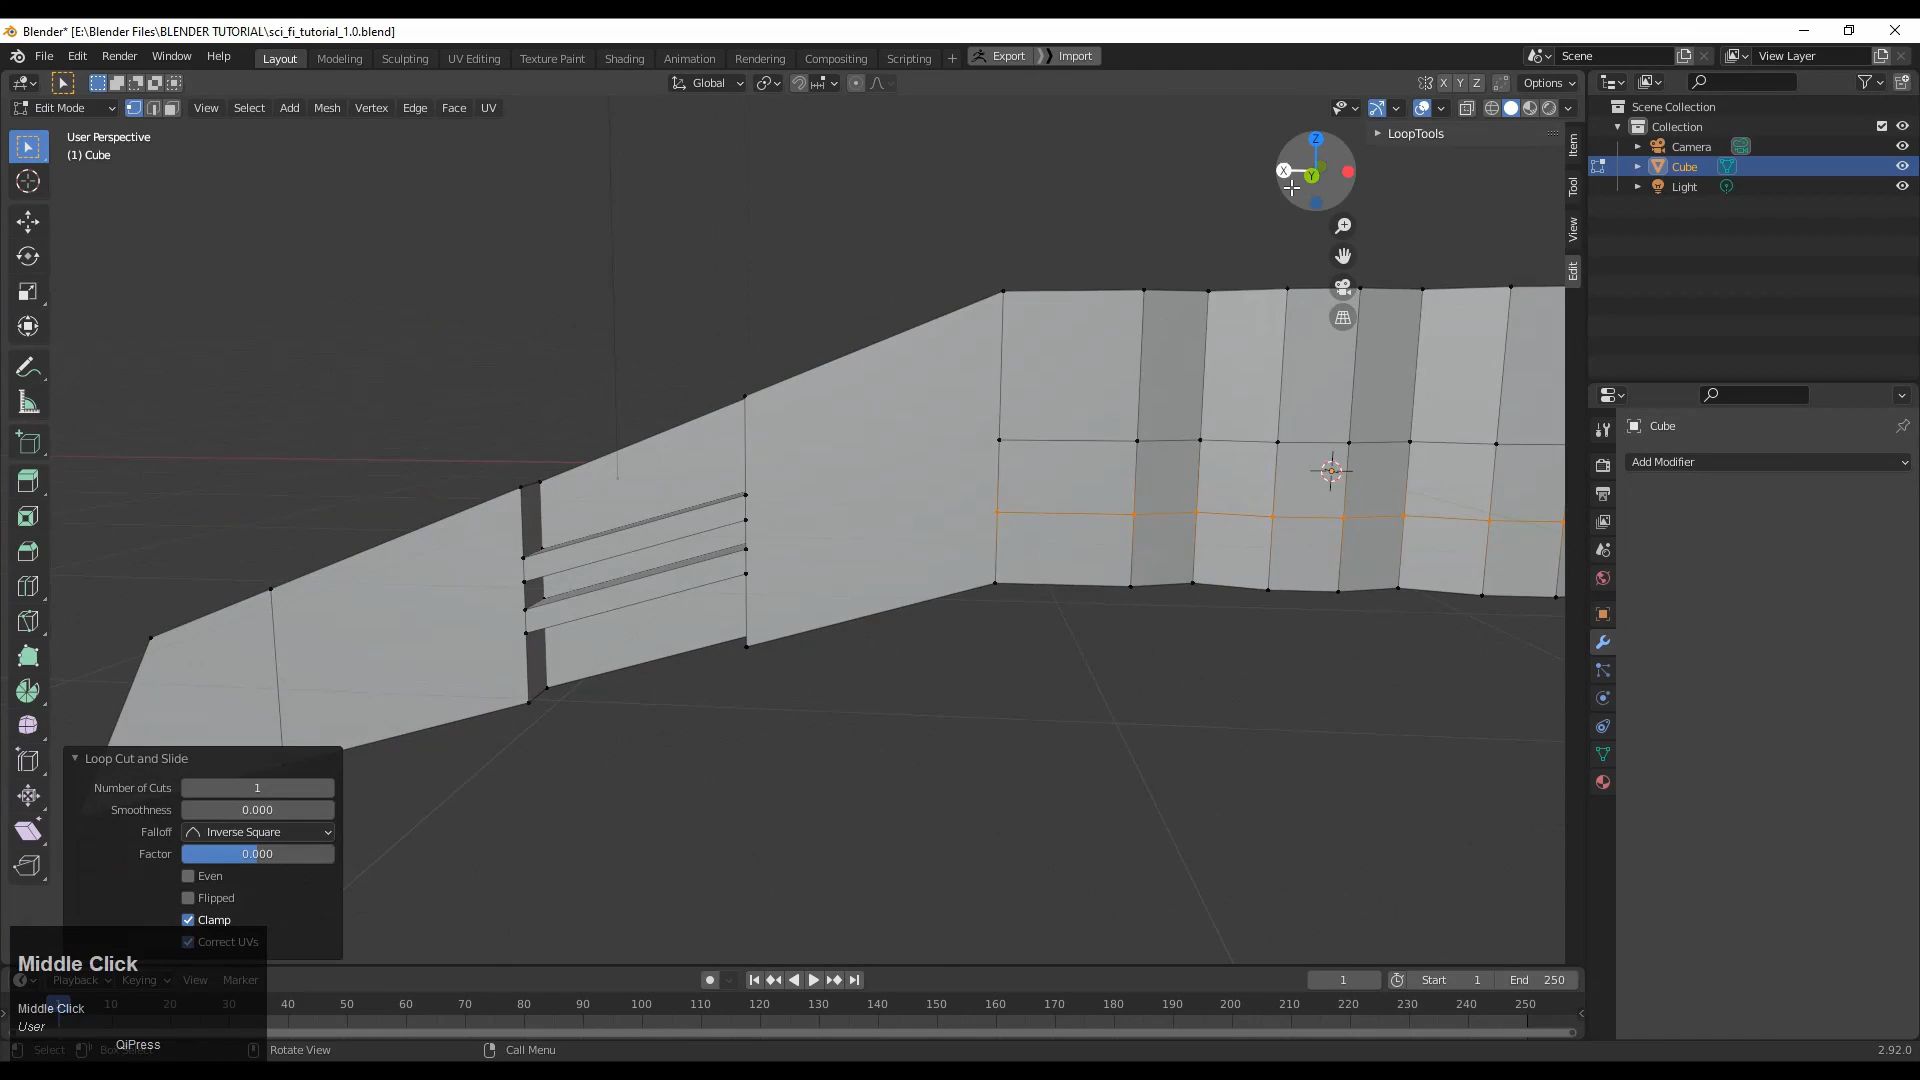 Blender* [E:\Blender Files\BLENDER TUTORIAL\sci_fi_tutorial_1.0.blend]
File Edit Render Window Help Layout Modeling Sculpting UV Editing Texture Paint Shading Animation Rendering Compositing Scripting + Export Import Scene View Layer
Global X Y Z Options
Edit Mode View Select Add Mesh Vertex Edge Face UV
User Perspective
(1) Cube
LoopTools
Z
X
Y
Item
Tool
View
Edit
Scene Collection
Collection
Camera
Cube
Light
Cube
Add Modifier
Loop Cut and Slide
Number of Cuts 1
Smoothness 0.000
Falloff Inverse Square
Factor 0.000
Even
Flipped
Clamp
Correct UVs
Middle Click
Middle Click
User
QiPress
Playback Keying View Marker
1 Start 1 End 250
1 10 20 30 40 50 60 70 80 90 100 110 120 130 140 150 160 170 180 190 200 210 220 230 240 250
Select Box Select Rotate View Call Menu 2.92.0